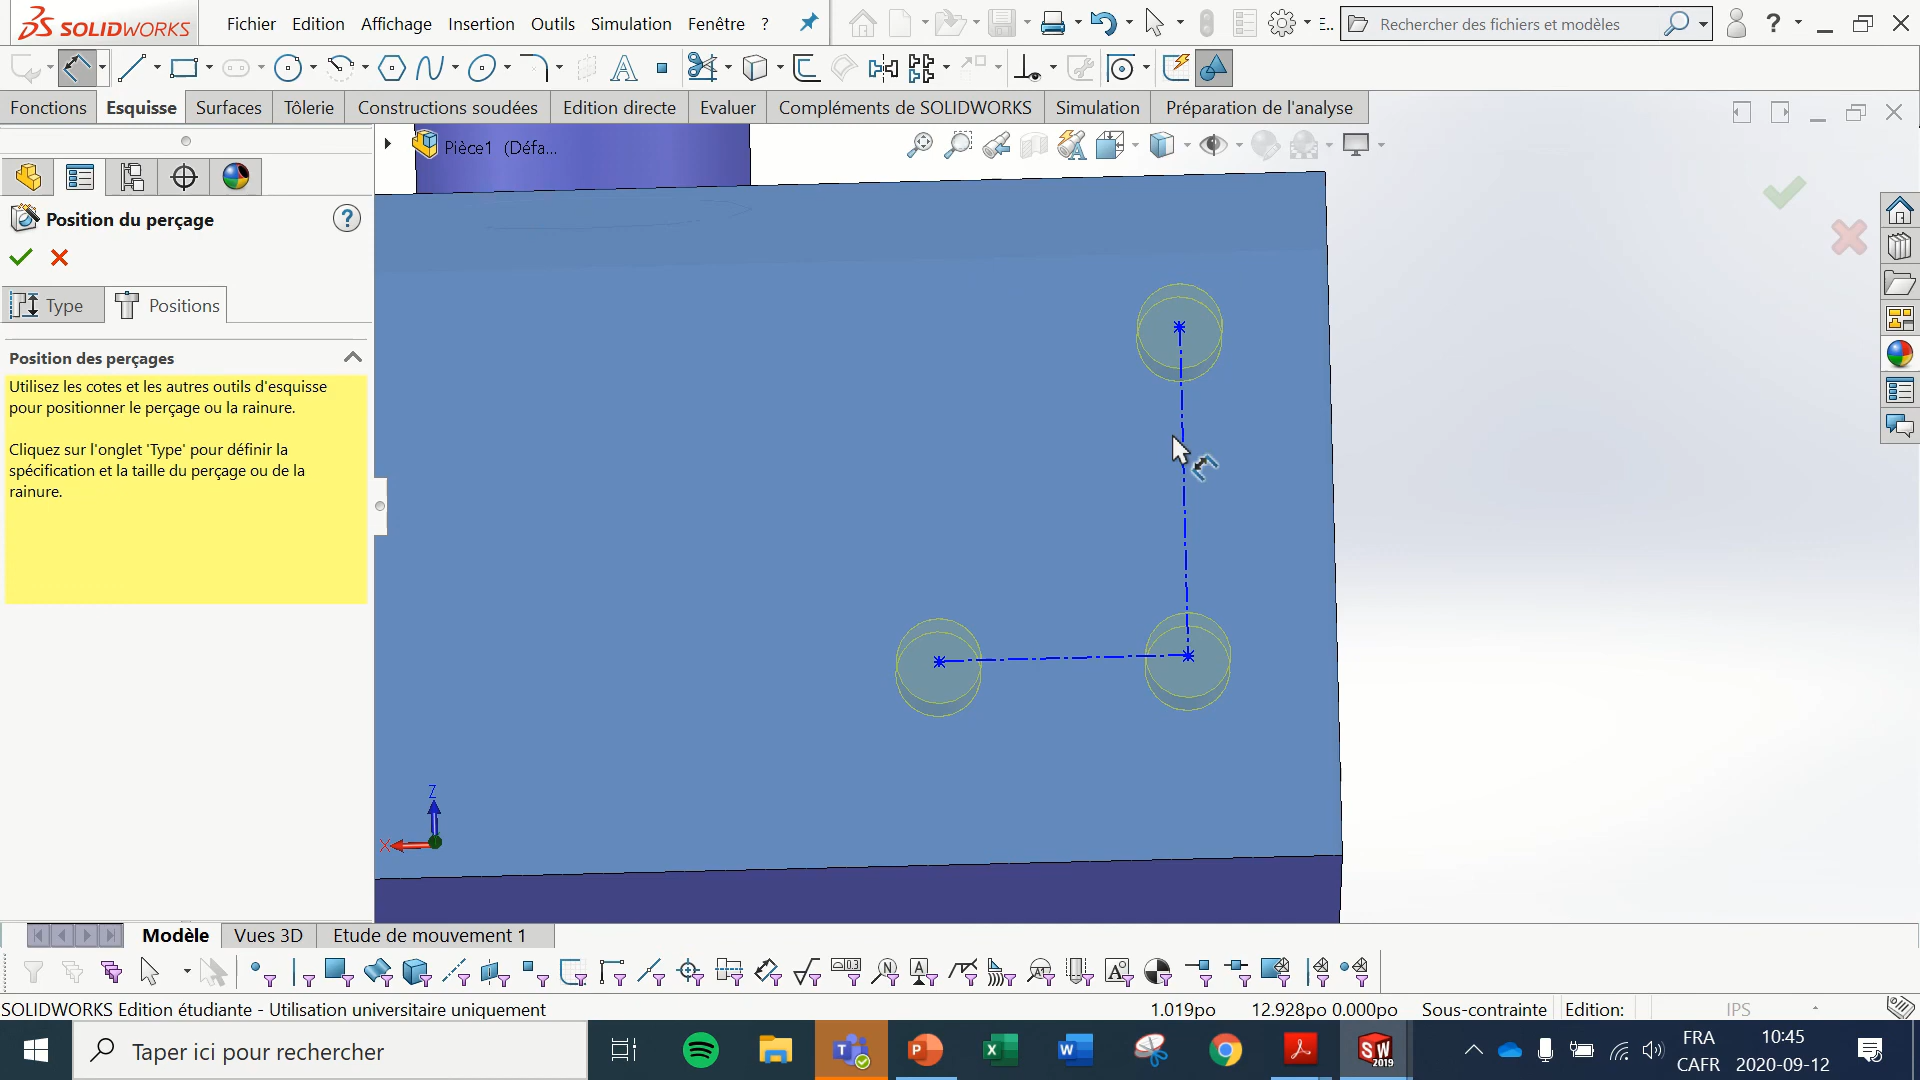 SOLIDWORKS Fichier Edition Affichage Insertion Outils Simulation Fenêtre ? E... Rechercher des fichiers et modèles ?
Fonctions Esquisse Surfaces Tôlerie Constructions soudées Edition directe Evaluer Compléments de SOLIDWORKS Simulation Préparation de l'analyse
Pièce1 (Défa...
Position du perçage ?
Type Positions
Position des perçages
Utilisez les cotes et les autres outils d'esquisse
pour positionner le perçage ou la rainure.
Cliquez sur l'onglet 'Type' pour définir la
spécification et la taille du perçage ou de la
rainure.
Z
X
Modèle Vues 3D Etude de mouvement 1
SOLIDWORKS Edition étudiante - Utilisation universitaire uniquement 1.019po 12.928po 0.000po Sous-contrainte Edition: IPS
Taper ici pour rechercher
FRA
CAFR
10:45
2020-09-12